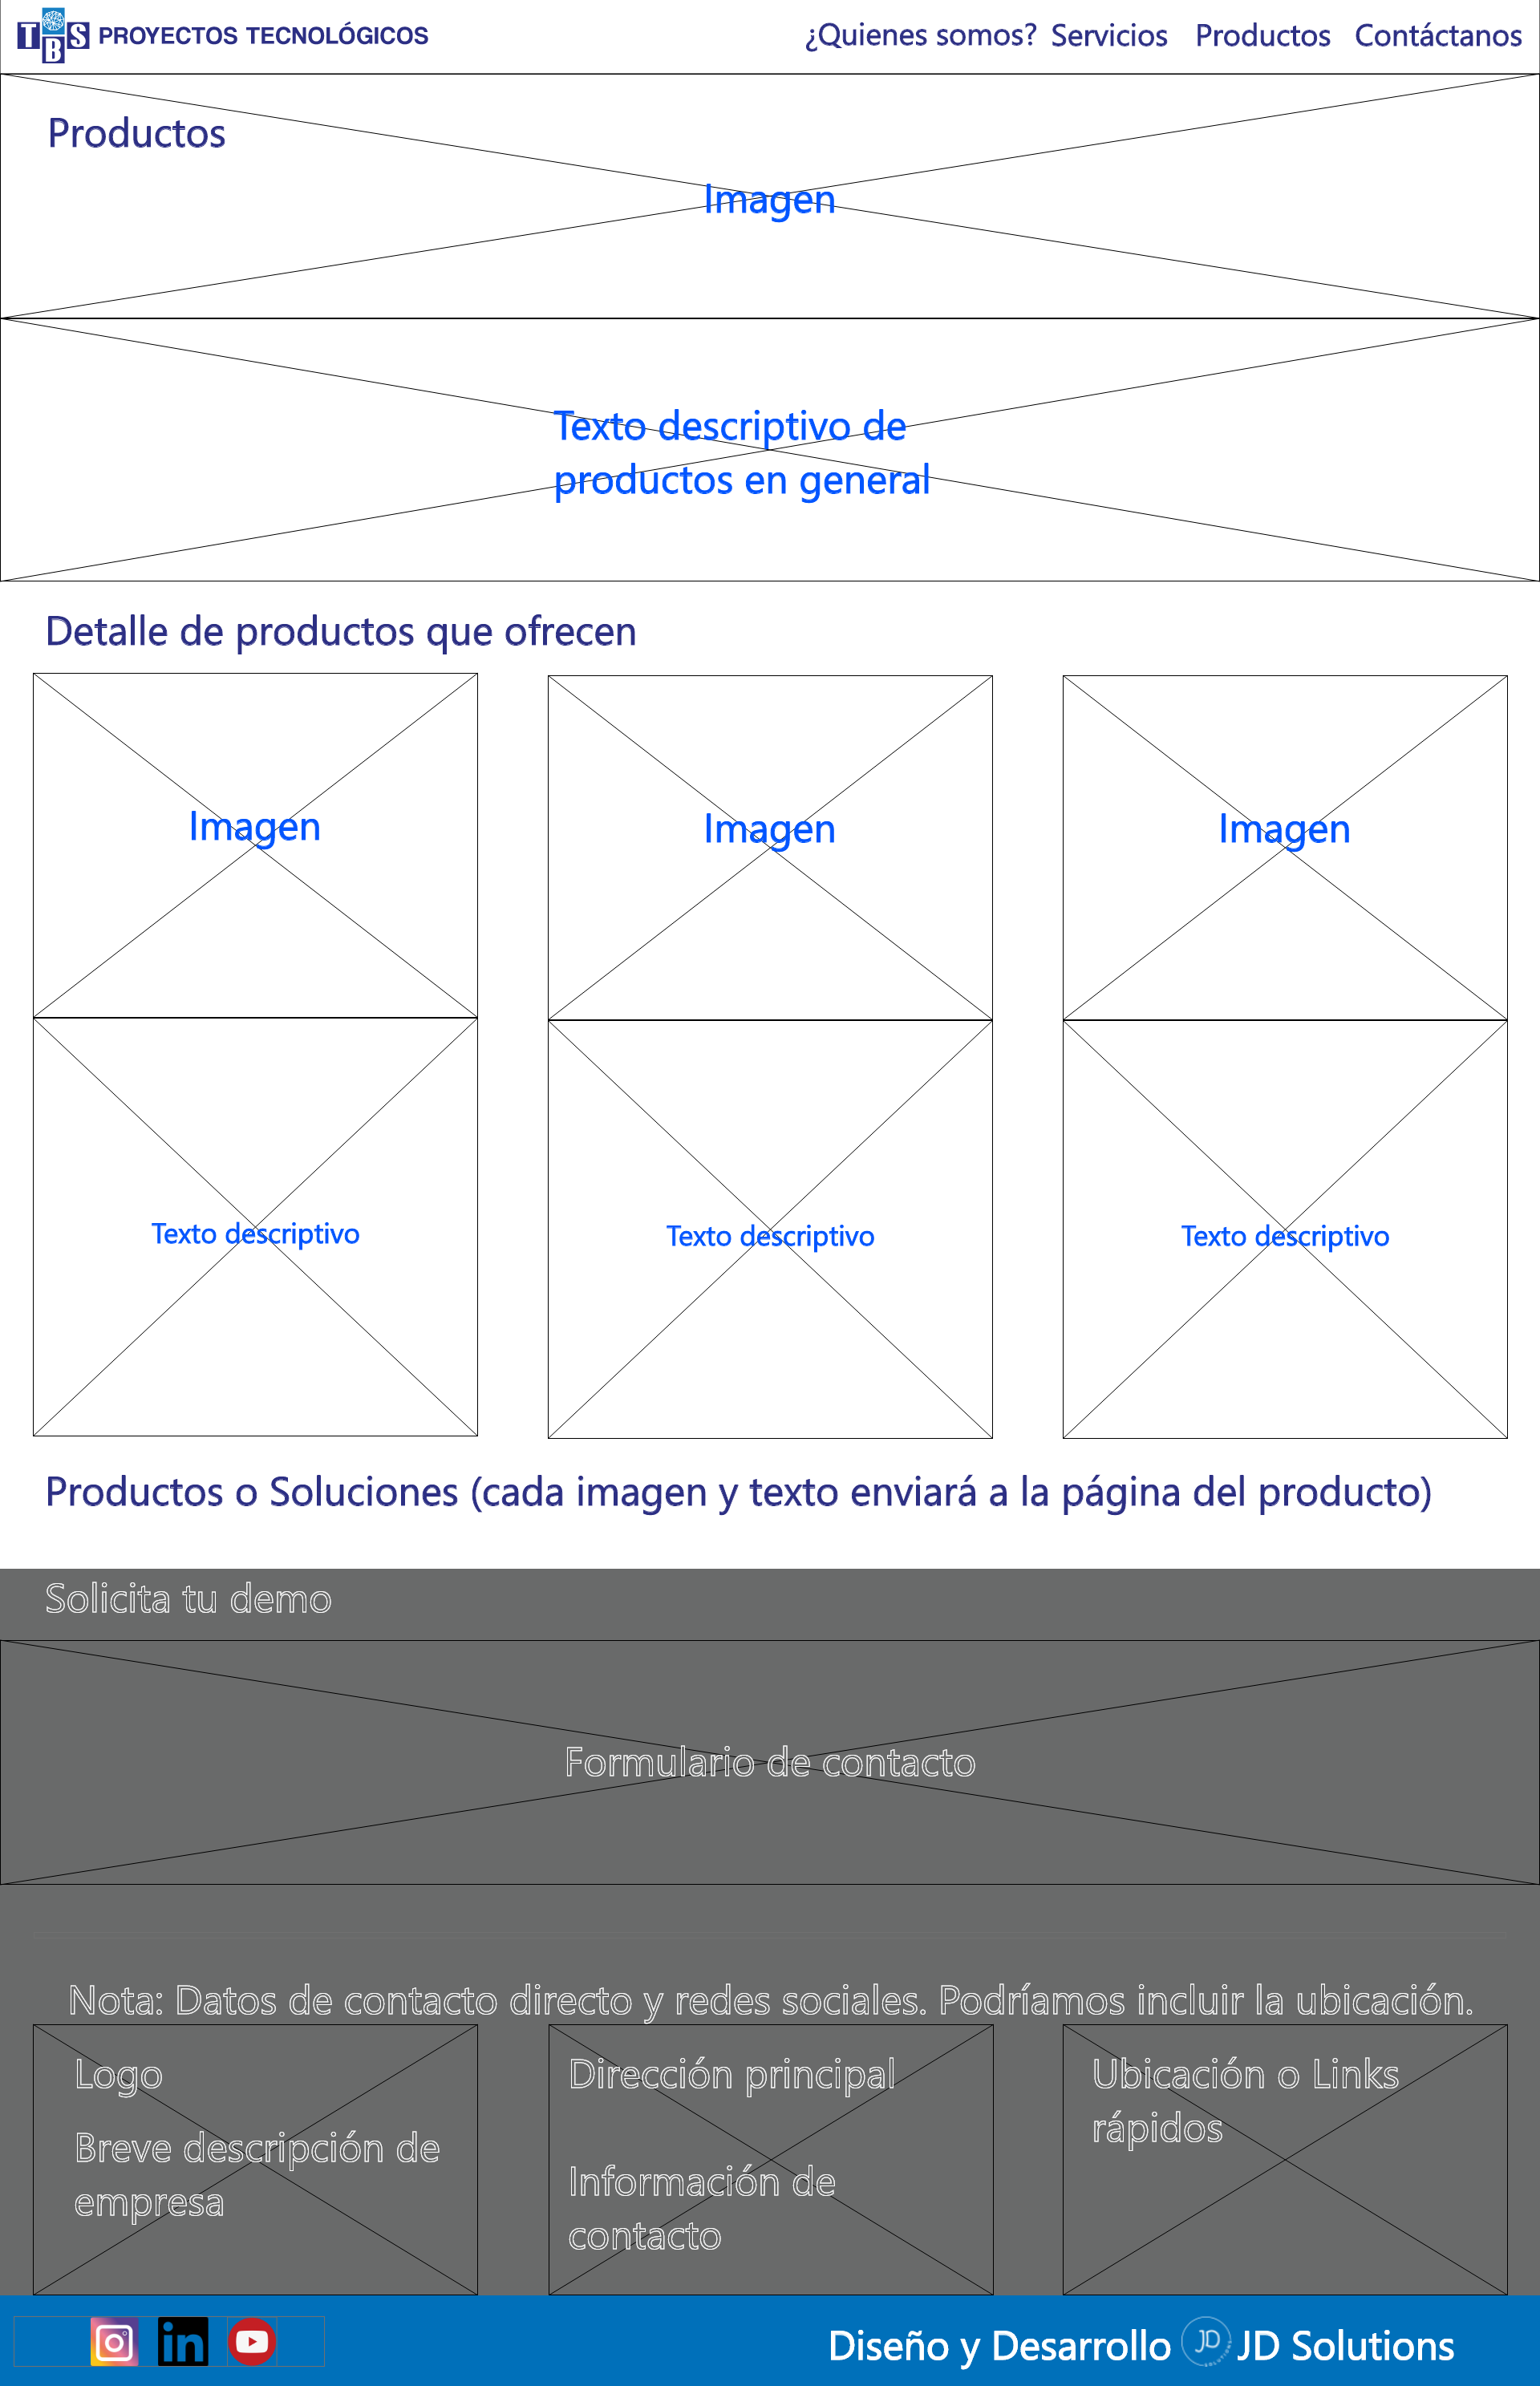 TBS PROYECTOS TECNOLÓGICOS
¿Quienes somos? Servicios Productos Contáctanos
Productos
Imagen
Texto descriptivo de
productos en general
Detalle de productos que ofrecen
Imagen
Imagen
Imagen
Texto descriptivo
Texto descriptivo
Texto descriptivo
Productos o Soluciones (cada imagen y texto enviará a la página del producto)
Solicita tu demo
Formulario de contacto
Nota: Datos de contacto directo y redes sociales. Podríamos incluir la ubicación.
Logo
Breve descripción de
empresa
Dirección principal
Información de
contacto
Ubicación o Links
rápidos
in
Diseño y Desarrollo JD JD Solutions